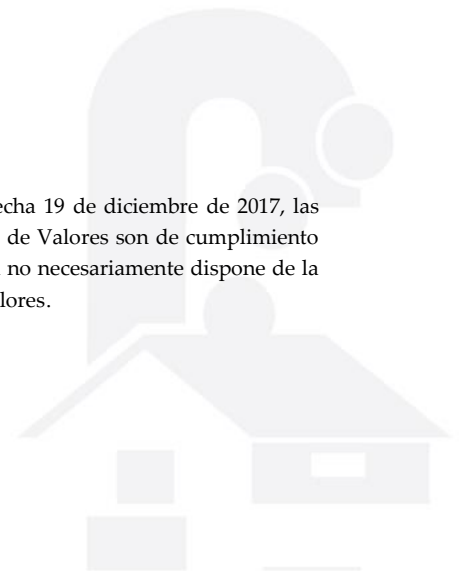 echa 19 de diciembre de 2017, las
de Valores son de cumplimiento
no necesariamente dispone de la
lores.